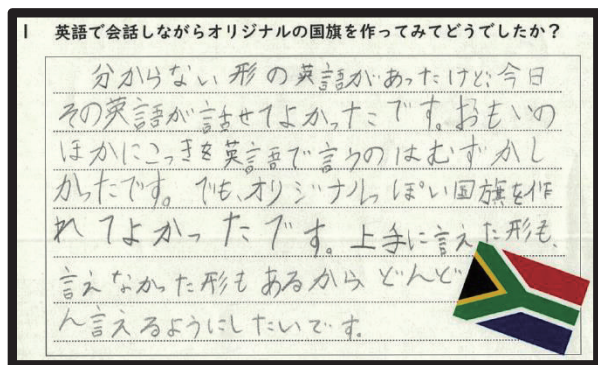 1 英語で会話しながらオリジナルの国旗を作ってみてどうでしたか？
分からない形の英語があったけど、今日
その英語が話せてよかったです。おもいの
ほかにこっきを英語で言うのはむずかし
かったです。でも、オリジナルっぽい国旗を作
れてよかったです。上手に言えた形も、
言えなかった形もあるから、どんど
ん言えるようにしたいです。